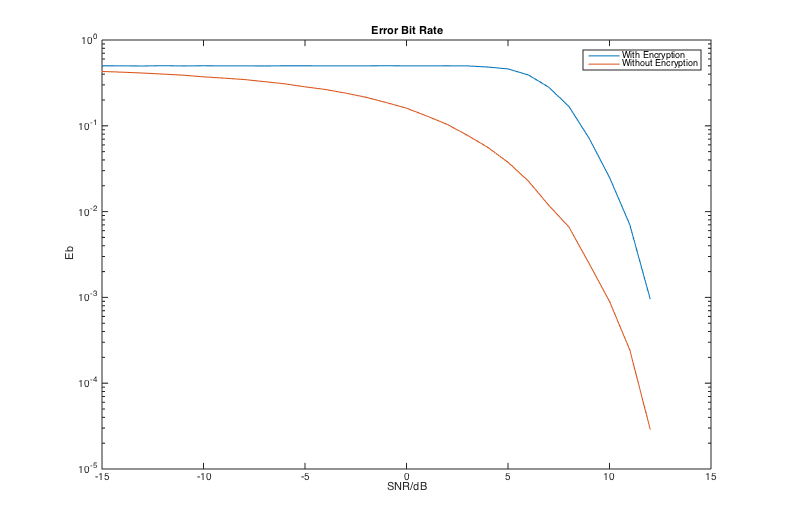 Error Bit Rate
With Encryption
Without Encryption
10^0
10^-1
10^-2
10^-3
10^-4
10^-5
Eb
-15
-10
-5
0
5
10
15
SNR/dB